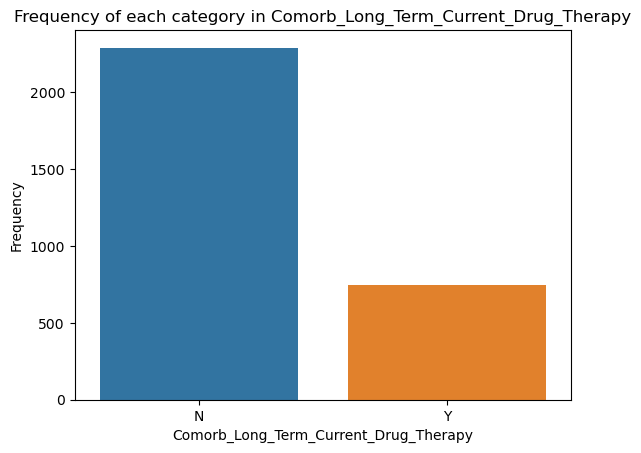 Frequency of each category in Comorb_Long_Term_Current_Drug_Therapy
2000
1500
1000
500
0
Frequency
N
Y
Comorb_Long_Term_Current_Drug_Therapy